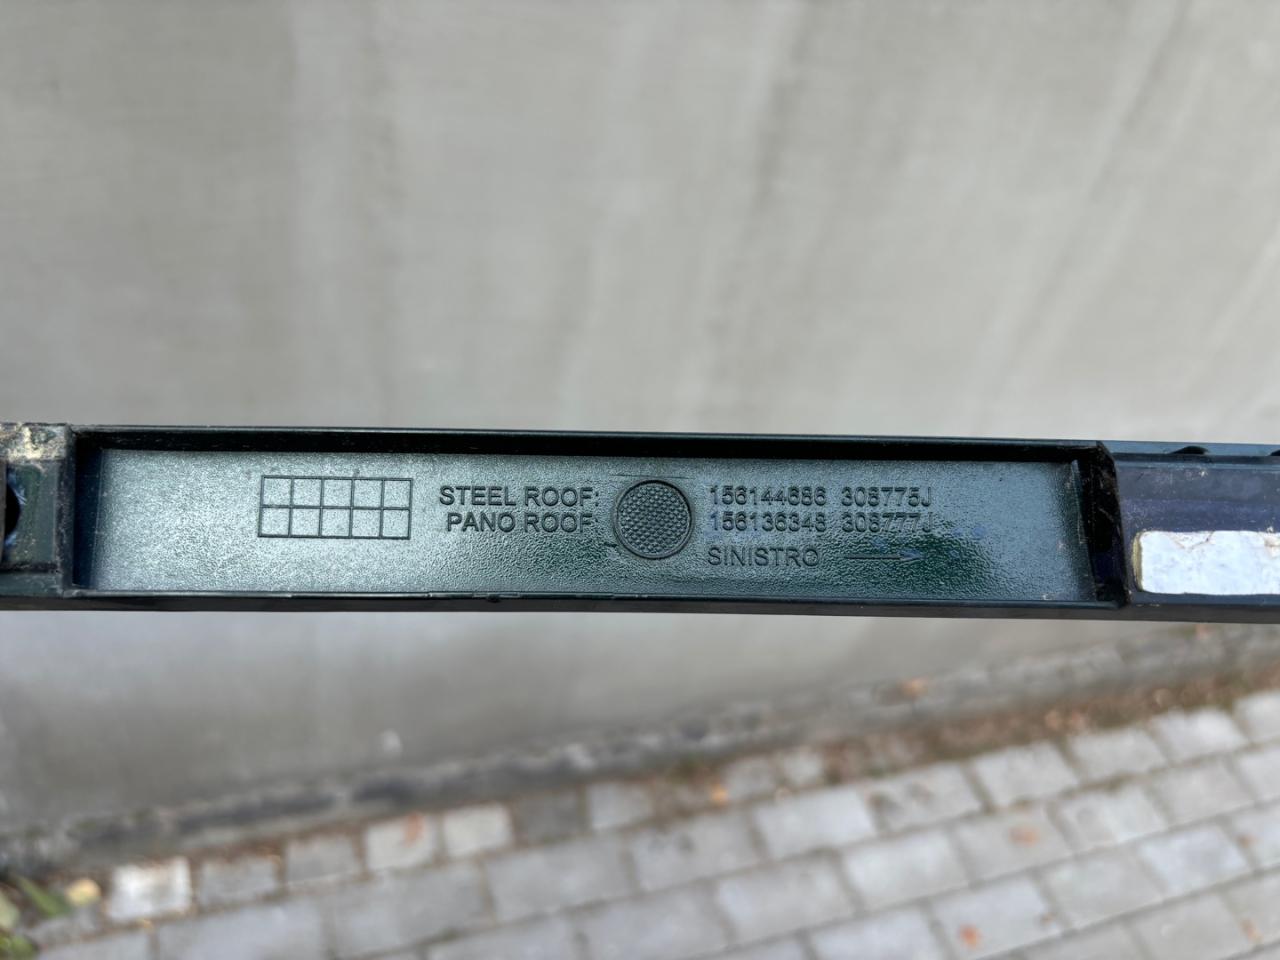 STEEL ROOF: 156144686 308775J
PANO ROOF: 156136348 308777J
SINISTRO